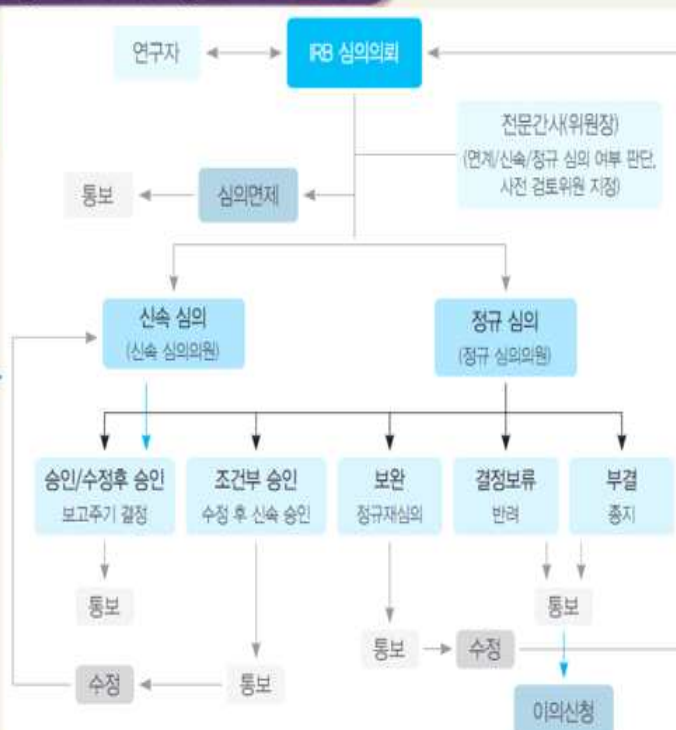 연구자
IRB 심의의뢰
전문간사(위원장)
(면계/신속/정규 심의 여부 판단,
사전 검토위원 지정)
통보
심의면제
신속 심의
(신속 심의의원)
정규 심의
(정규 심의의원)
승인/수정후 승인
보고주기 결정
조건부 승인
수정 후 신속 승인
보완
정규재심의
결정보류
반려
부결
종지
통보
통보
통보
수정
수정
통보
이의신청